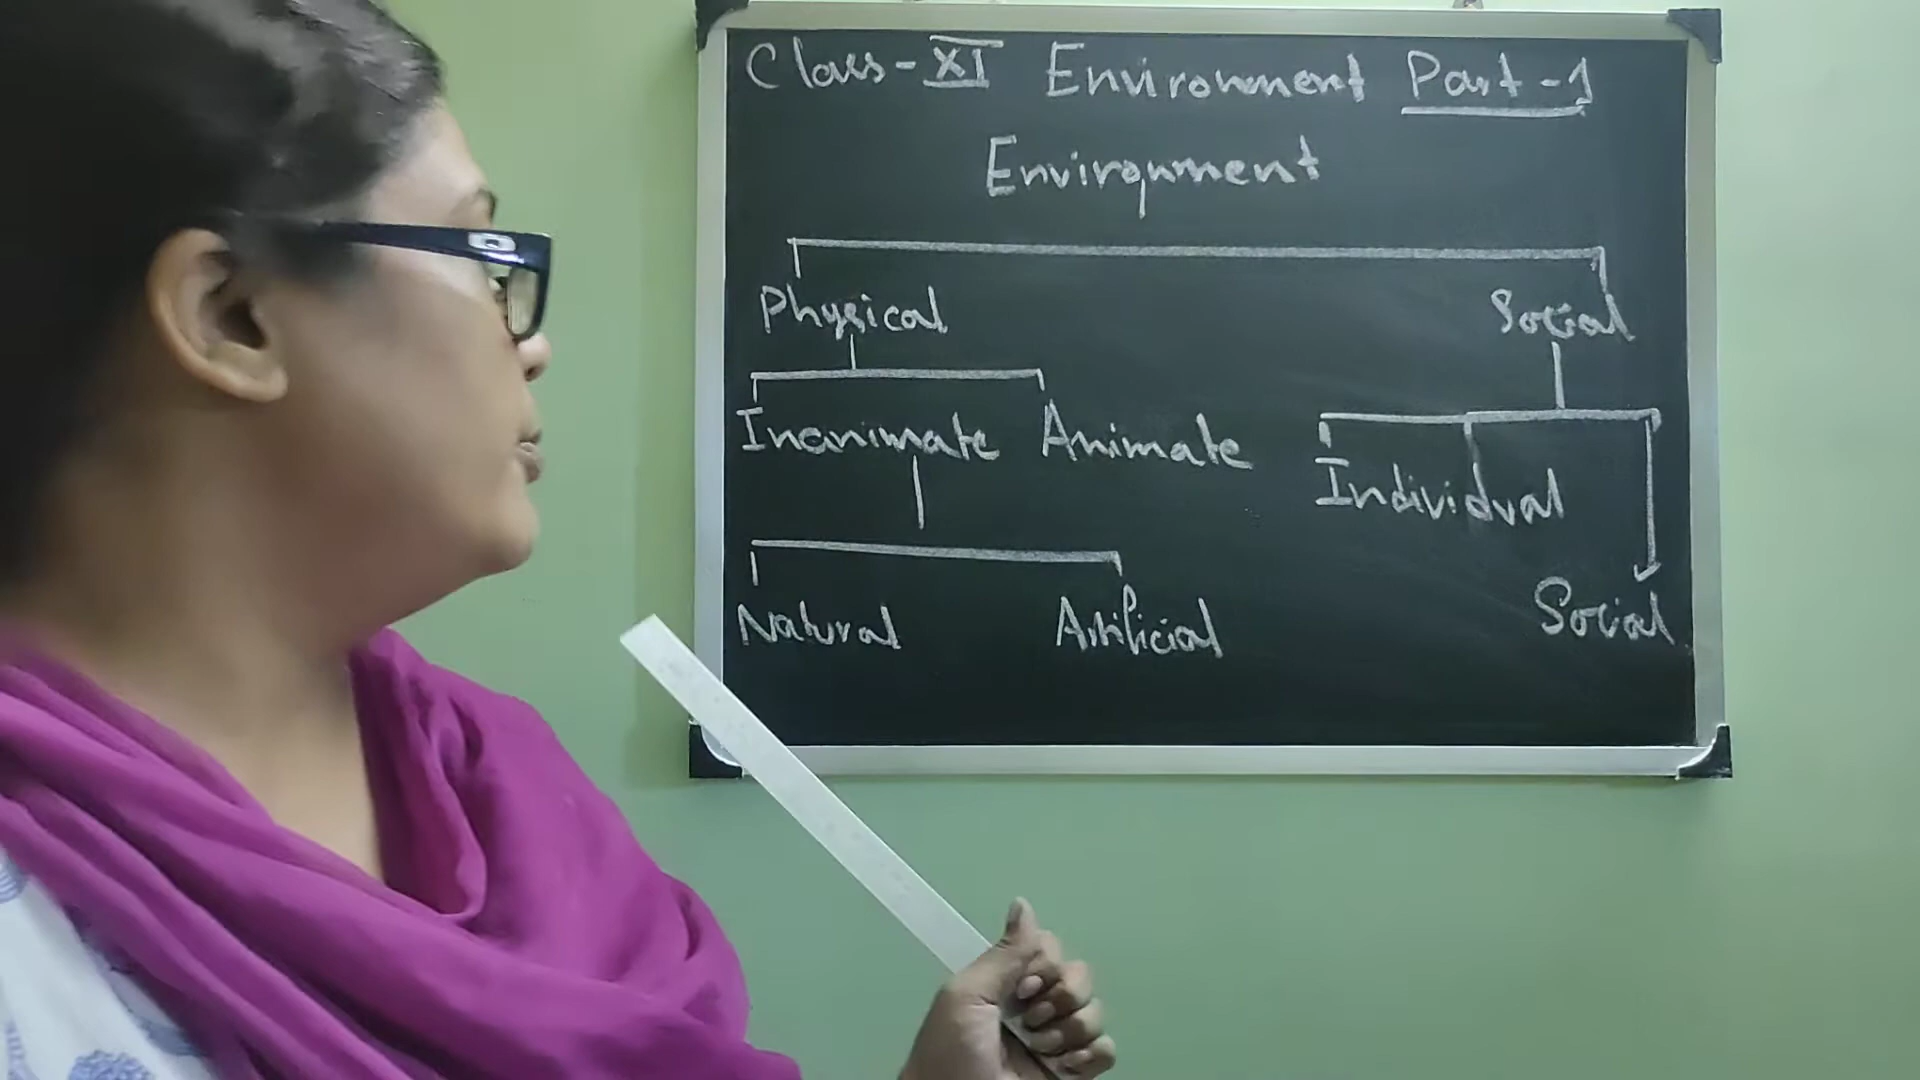 Class-XI Environment Part-1
Environment
Physical Social
Inanimate Animate
Individual
Natural Artificial Social